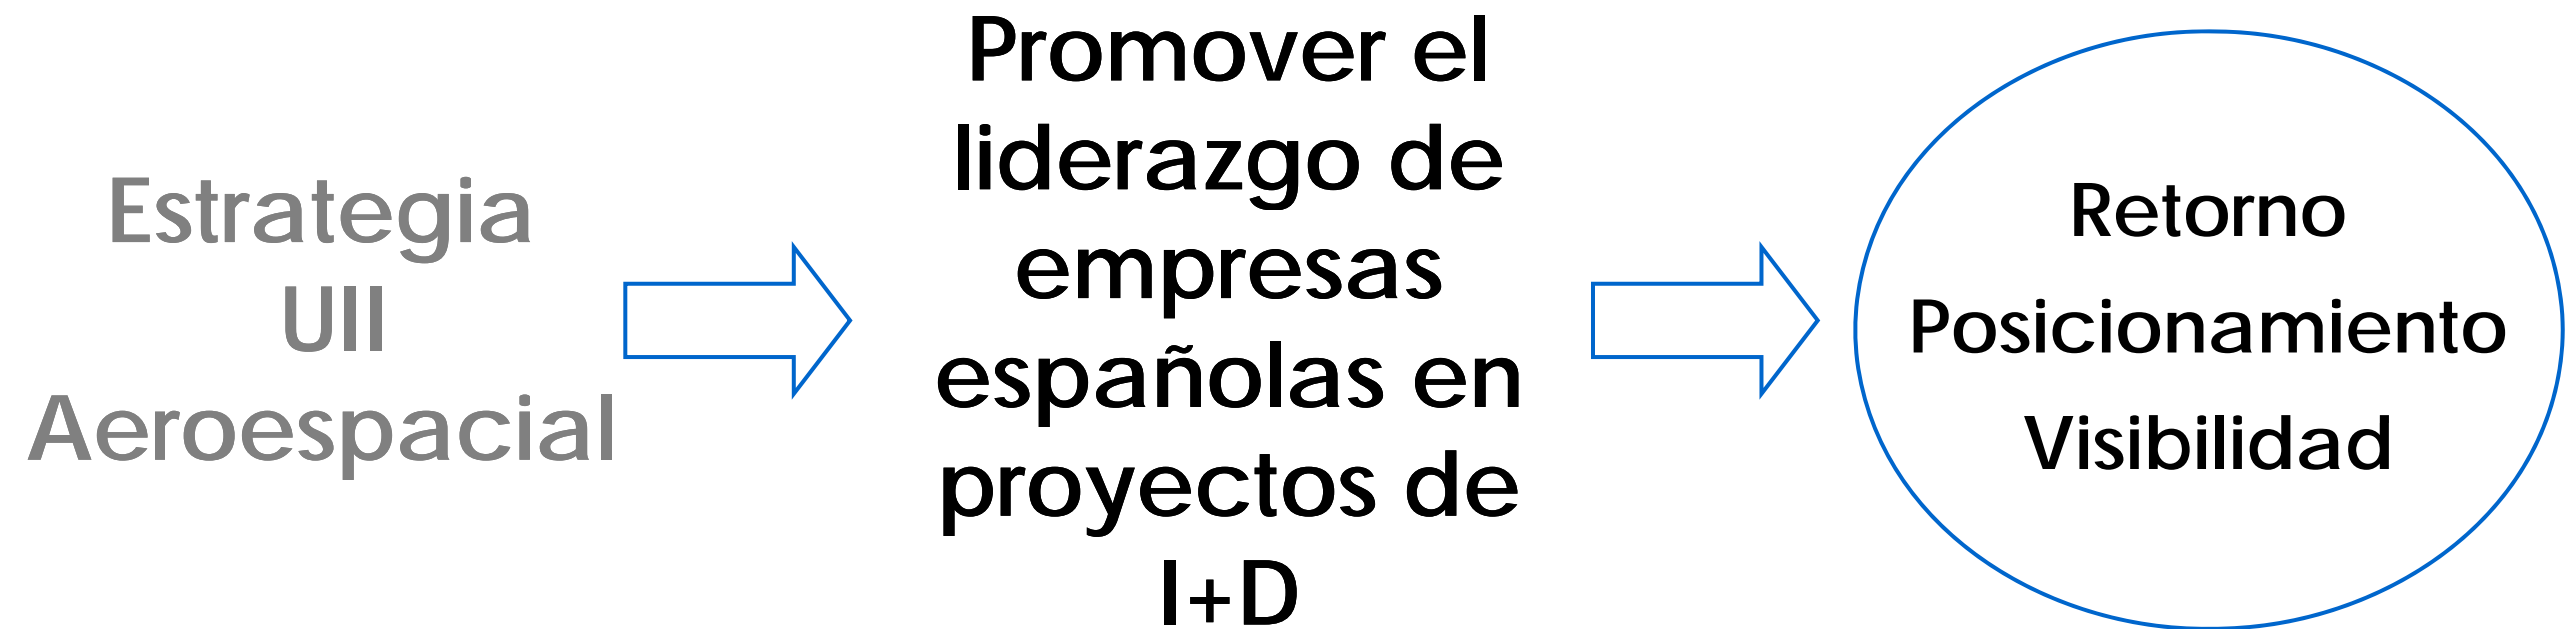 Estrategia
UII
Aeroespacial
Promover el
liderazgo de
empresas
españolas en
proyectos de
I+D
Retorno
Posicionamiento
Visibilidad